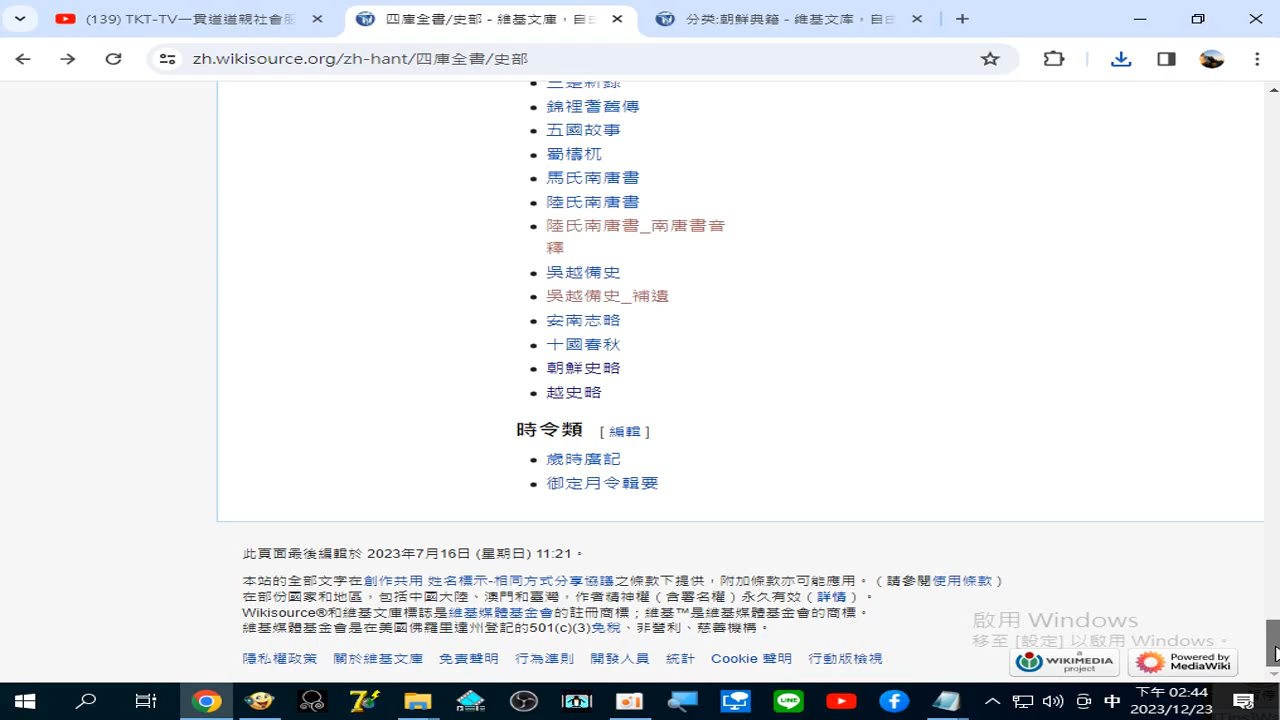 (139) TKT-TV一貫道道親社會服
四庫全書/史部 - 維基文庫，自由
分类:朝鮮典籍 - 維基文庫，自由
zh.wikisource.org/zh-hant/四庫全書/史部
三楚新錄
錦裡耆舊傳
五國故事
蜀檮杌
馬氏南唐書
陸氏南唐書
陸氏南唐書_南唐書音
釋
吳越備史
吳越備史_補遺
安南志略
十國春秋
朝鮮史略
越史略
時令類 [ 編輯 ]
歲時廣記
御定月令輯要
此頁面最後編輯於 2023年7月16日 (星期日) 11:21。
本站的全部文字在創作共用 姓名標示-相同方式分享協議之條款下提供，附加條款亦可能應用。（請參閱使用條款）
在部份國家和地區，包括中國大陸、澳門和臺灣，作者精神權（含署名權）永久有效（詳情）。
Wikisource®和維基文庫標誌是維基媒體基金會的註冊商標；維基™是維基媒體基金會的商標。
維基媒體基金會是在美國佛羅里達州登記的501(c)(3)免稅、非營利、慈善機構。
啟用 Windows
移至 [設定] 以啟用 Windows。
隱私權政策 關於維基文庫 免責聲明 行為準則 開發人員 統計 Cookie 聲明 行動版檢視
a
WIKIMEDIA
project
Powered by
MediaWiki
中
下午 02:44
2023/12/23